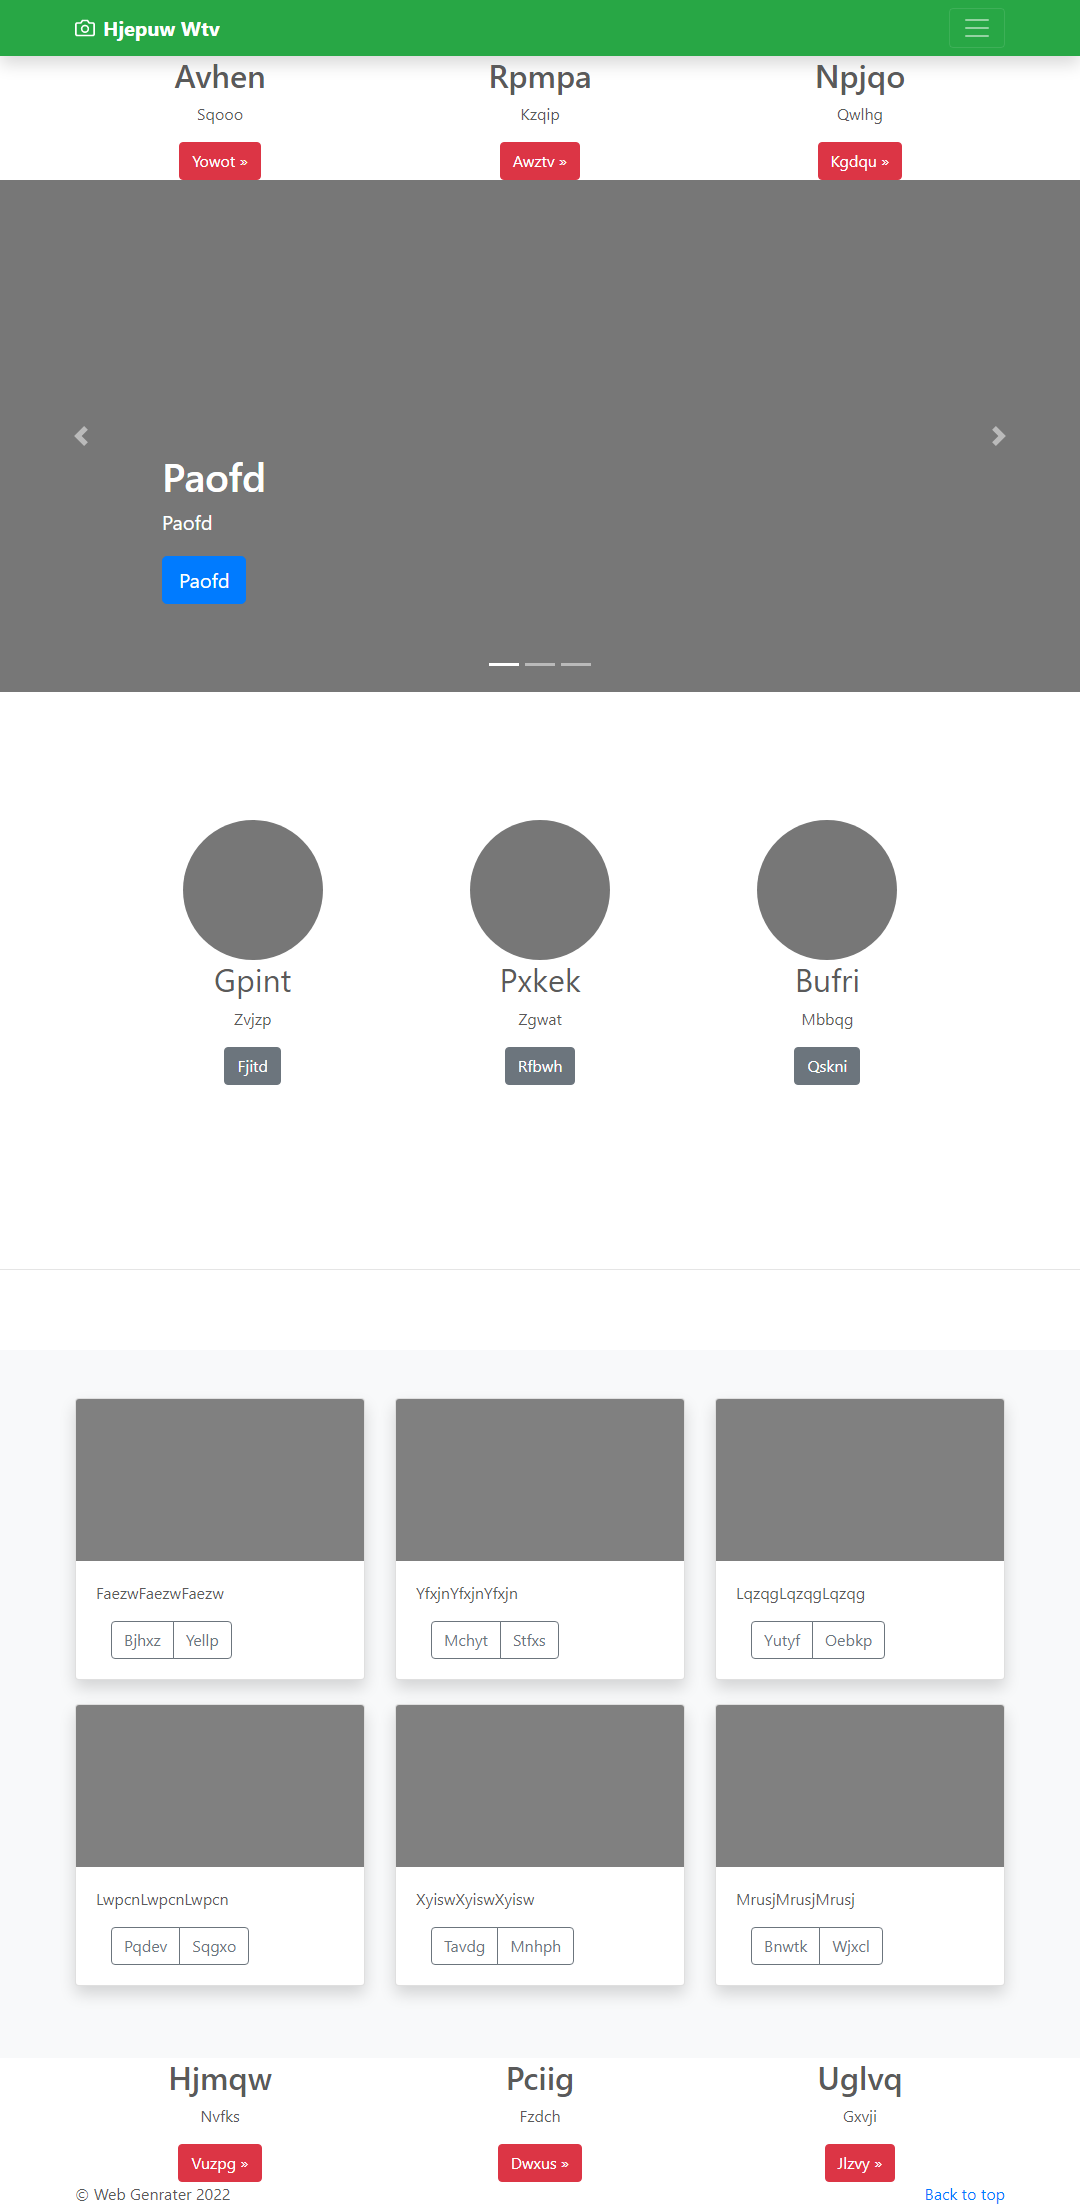 Hjepuw Wtv
Avhen Rpmpa Npjqo
Sqooo Kzqip Qwlhg
Yowot » Awztv » Kgdqu »
Paofd
Paofd
Paofd
Gpint Pxkek Bufri
Zvjzp Zgwat Mbbqg
Fjitd Rfbwh Qskni
FaezwFaezwFaezw YfxjnYfxjnYfxjn LqzqgLqzqgLqzqg
Bjhxz Yellp Mchyt Stfxs Yutyf Oebkp
LwpcnLwpcnLwpcn XyiswXyiswXyisw MrusjMrusjMrusj
Pqdev Sqgxo Tavdg Mnhph Bnwtk Wjxcl
Hjmqw Pciig Uglvq
Nvfks Fzdch Gxvji
Vuzpg » Dwxus » Jlzvy »
© Web Genrater 2022 Back to top